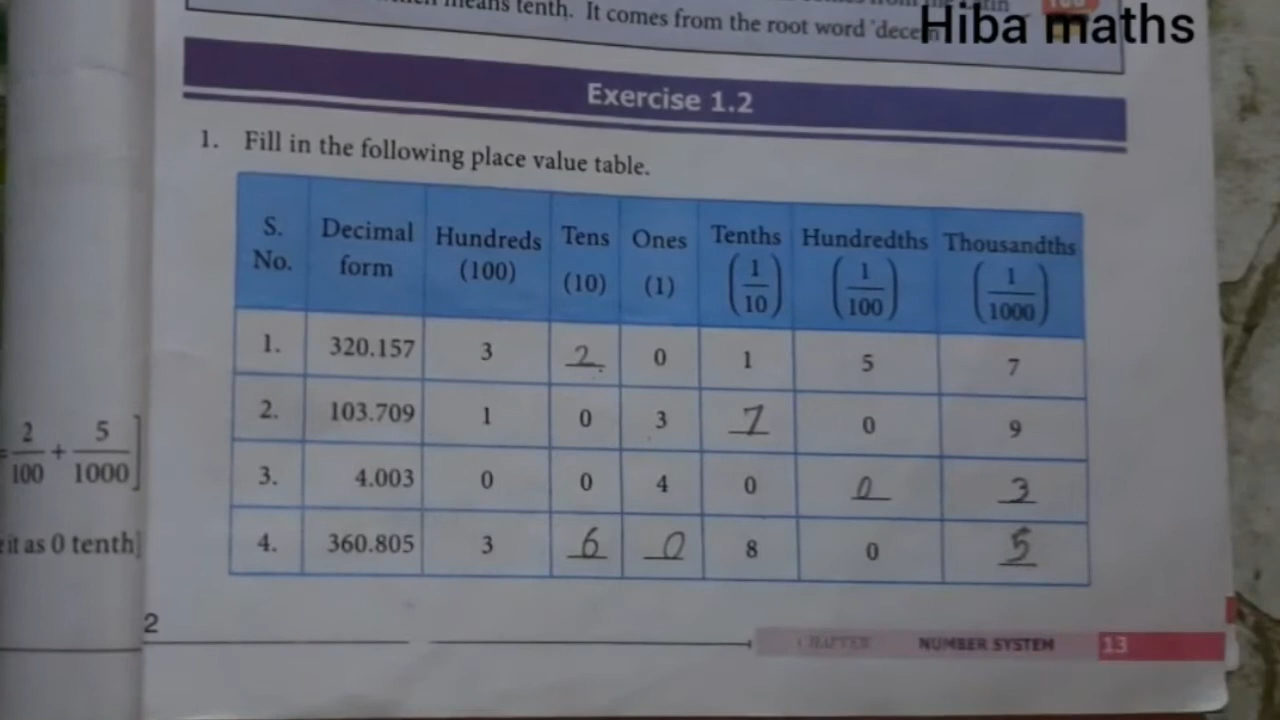 means tenth. It comes from the root word 'decem
Hiba maths
Exercise 1.2
1. Fill in the following place value table.
S. No. Decimal form Hundreds (100) Tens (10) Ones (1) Tenths (1/10) Hundredths (1/100) Thousandths (1/1000)
1. 320.157 3 2 0 1 5 7
2. 103.709 1 0 3 7 0 9
3. 4.003 0 0 4 0 0 3
4. 360.805 3 6 0 8 0 5
2/100 + 5/1000]
it as 0 tenth]
2
CHAPTER NUMBER SYSTEM 13